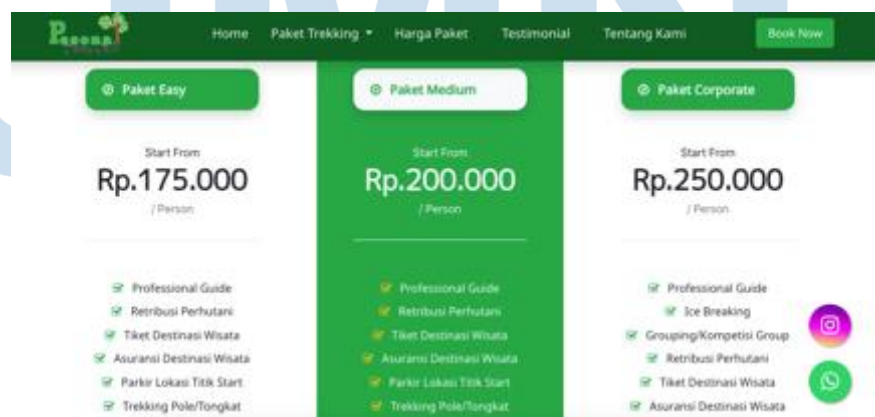 Home Paket Trekking Harga Paket Testimonial Tentang Kami Book Now
Paket Easy
Start From
Rp.175.000
/ Person
Professional Guide
Retribusi Perhutani
Tiket Destinasi Wisata
Asuransi Destinasi Wisata
Parkir Lokasi Titik Start
Trekking Pole/Tongkat
Paket Medium
Start From
Rp.200.000
/ Person
Professional Guide
Retribusi Perhutani
Tiket Destinasi Wisata
Asuransi Destinasi Wisata
Parkir Lokasi Titik Start
Trekking Pole/Tongkat
Paket Corporate
Start From
Rp.250.000
/ Person
Professional Guide
Ice Breaking
Grouping/Kompetisi Group
Retribusi Perhutani
Tiket Destinasi Wisata
Asuransi Destinasi Wisata